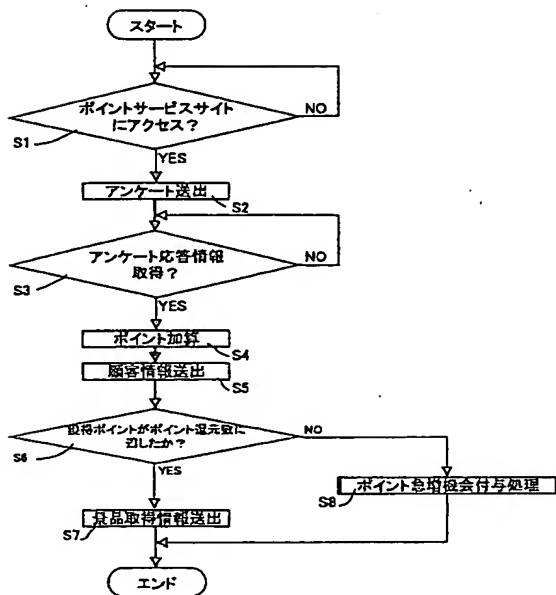 スタート
ポイントサービスサイト
にアクセス？
NO
S1
YES
アンケート送出
S2
アンケート応答情報
取得？
NO
S3
YES
ポイント加算
S4
顧客情報送出
S5
取得ポイントがポイント還元数に
達したか？
NO
S6
YES
ポイント急増機会付与処理
S8
景品取得情報送出
S7
エンド